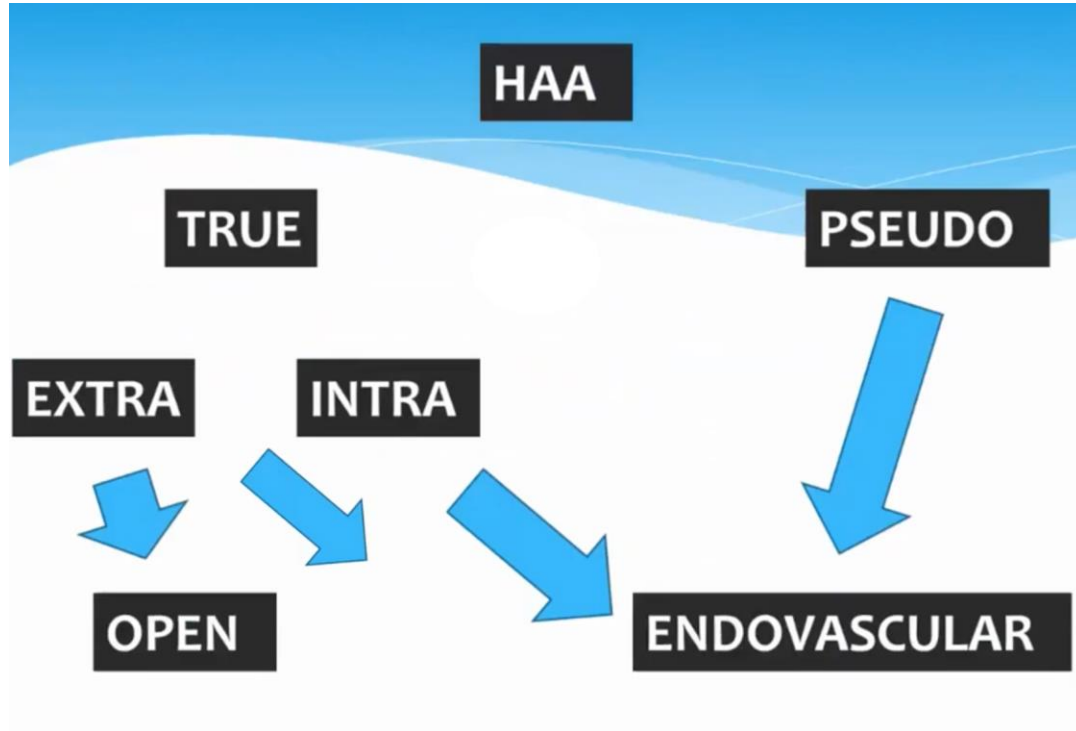 HAA
TRUE
PSEUDO
EXTRA
INTRA
OPEN
ENDOVASCULAR